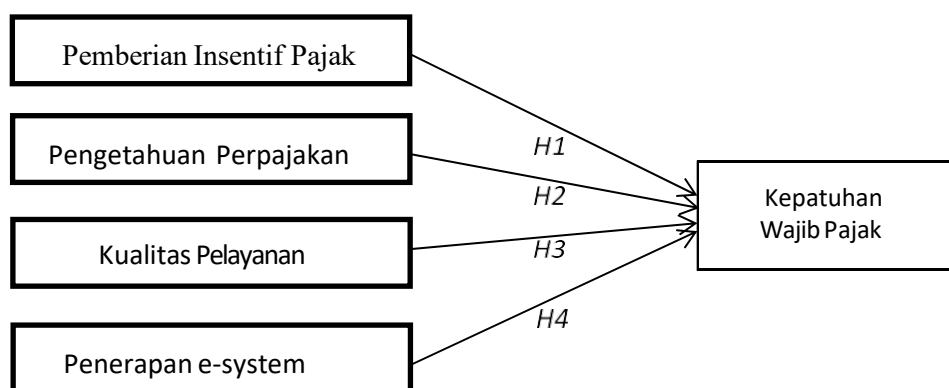 Pemberian Insentif Pajak
H1
Pengetahuan Perpajakan
H2
Kepatuhan
Wajib Pajak
Kualitas Pelayanan
H3
H4
Penerapan e-system